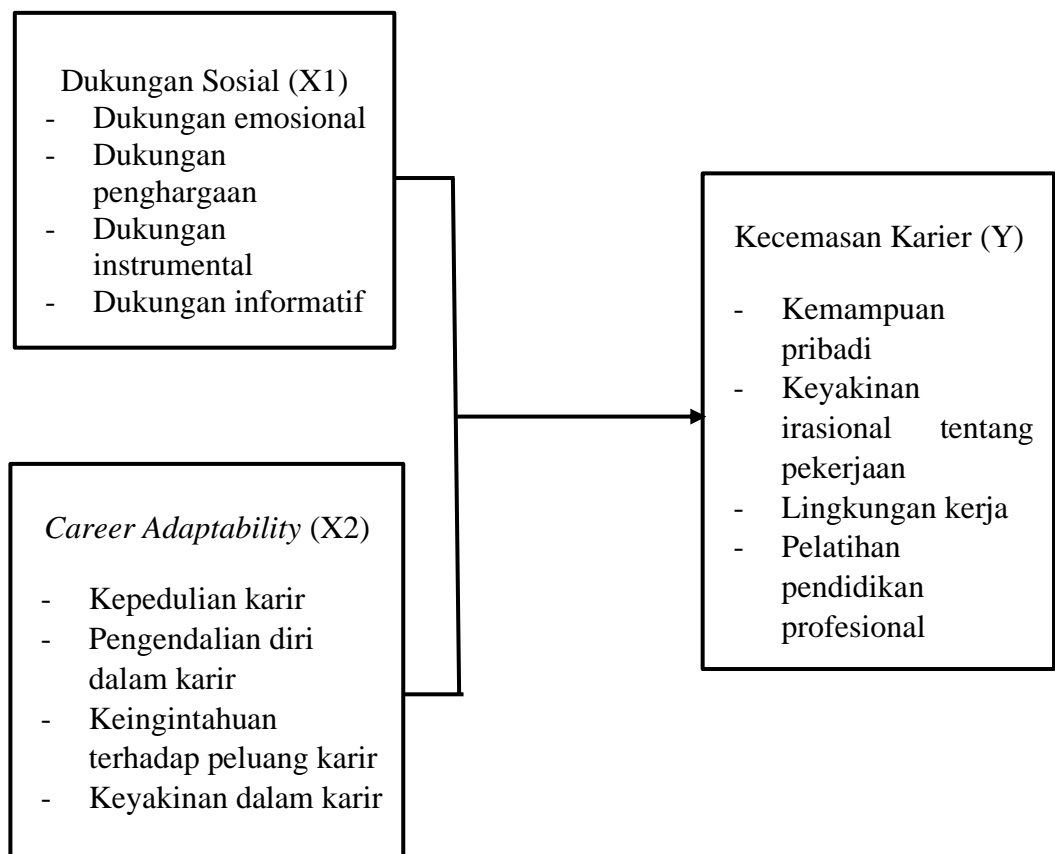 Dukungan Sosial (X1)
- Dukungan emosional
- Dukungan
penghargaan
- Dukungan
instrumental
- Dukungan informatif
Career Adaptability (X2)
- Kepedulian karir
- Pengendalian diri
dalam karir
- Keingintahuan
terhadap peluang karir
- Keyakinan dalam karir
Kecemasan Karier (Y)
- Kemampuan
pribadi
- Keyakinan
irasional tentang
pekerjaan
- Lingkungan kerja
- Pelatihan
pendidikan
profesional